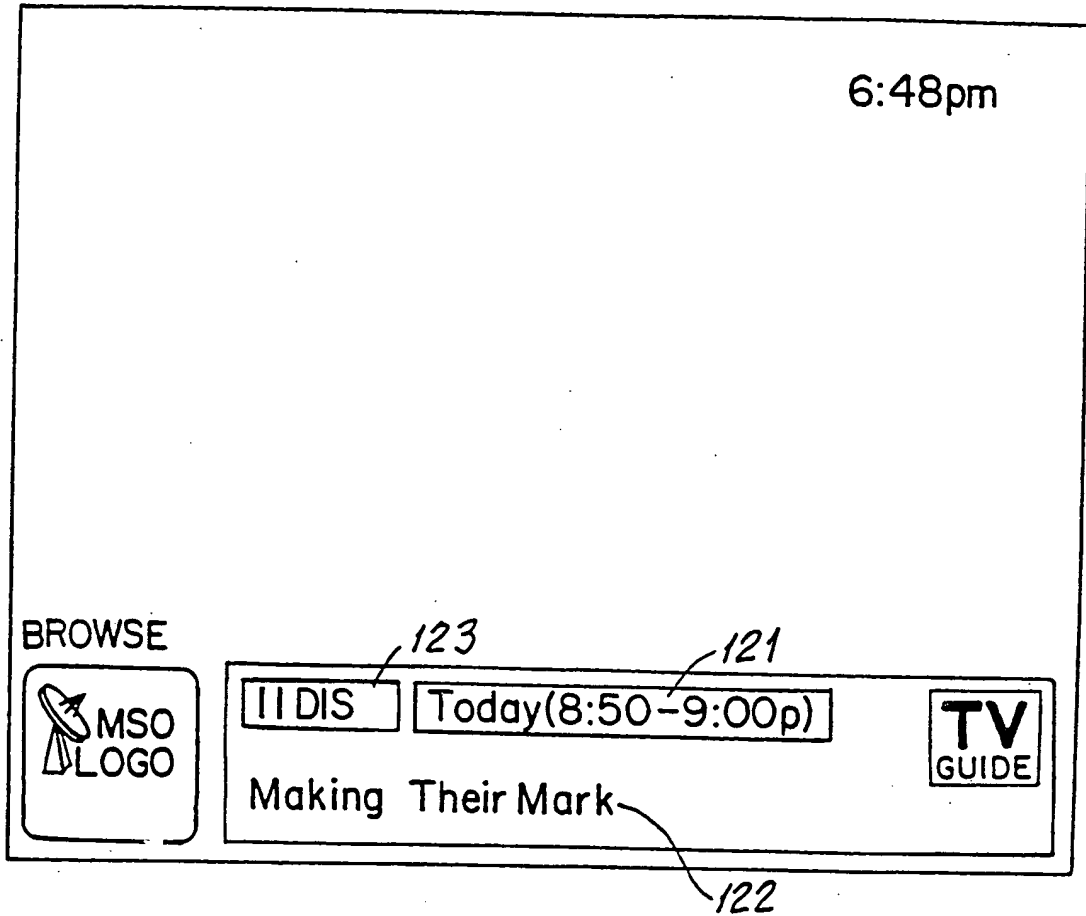 6:48pm
BROWSE
123
121
11 DIS
Today(8:50-9:00p)
TV
GUIDE
MSO
LOGO
Making Their Mark
122